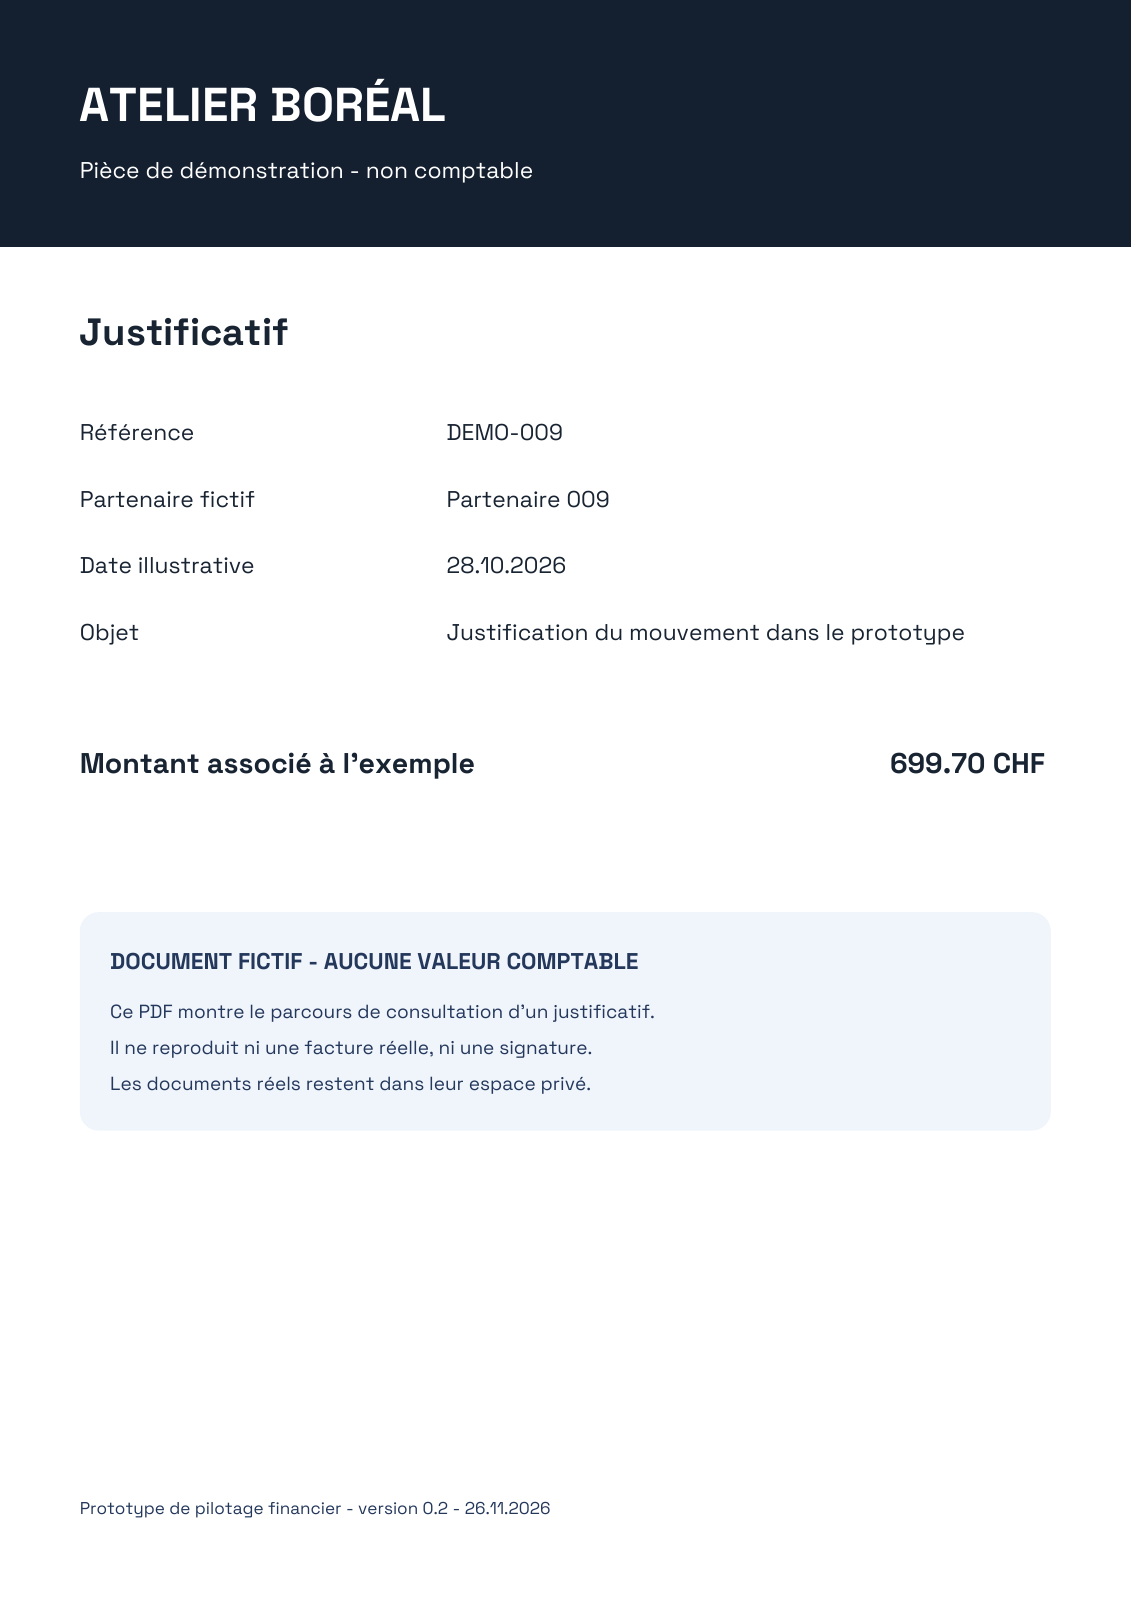 ATELIER BORÉAL
Pièce de démonstration - non comptable
Justificatif
Référence DEMO-009
Partenaire fictif Partenaire 009
Date illustrative 28.10.2026
Objet Justification du mouvement dans le prototype
Montant associé à l’exemple 699.70 CHF
DOCUMENT FICTIF - AUCUNE VALEUR COMPTABLE
Ce PDF montre le parcours de consultation d’un justificatif.
Il ne reproduit ni une facture réelle, ni une signature.
Les documents réels restent dans leur espace privé.
Prototype de pilotage financier - version 0.2 - 26.11.2026